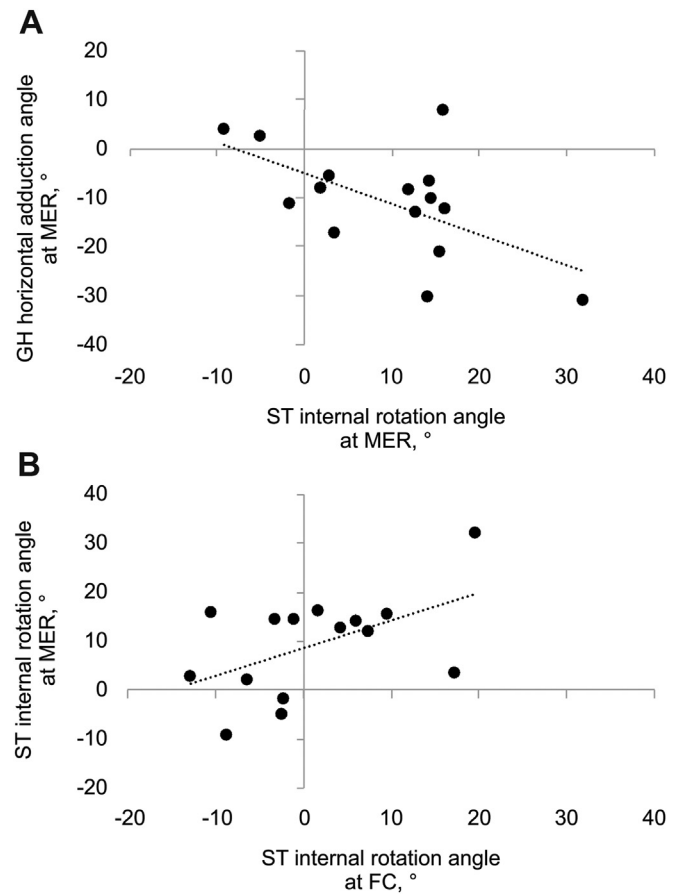 A
20
10
0
-10
-20
-30
-40
GH horizontal adduction angle
at MER, °
-20 -10 0 10 20 30 40
ST internal rotation angle
at MER, °
B
40
30
20
10
0
-10
-20
ST internal rotation angle
at MER, °
-20 -10 0 10 20 30 40
ST internal rotation angle
at FC, °